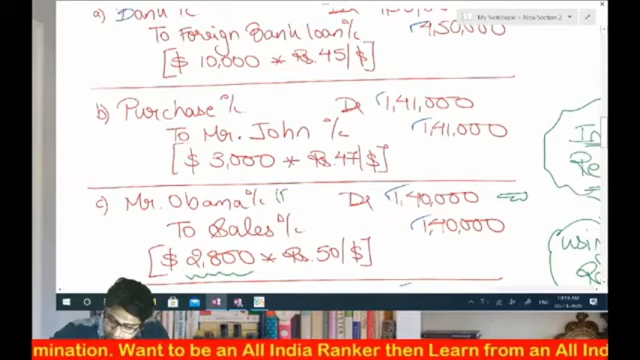 My Notebook • New Section 2
a) Bank a/c
To Foreign Bank loan a/c 4,50,000
[$ 10,000 * Rs.45/$]
b) Purchase a/c Dr 1,41,000
To Mr. John a/c 1,41,000
[$ 3,000 * Rs.47/$]
c) Mr. Obama a/c Dr 1,40,000
To Sales a/c 1,40,000
[$ 2,800 * Rs.50/$]
mination. Want to be an All India Ranker then Learn from an All Ind